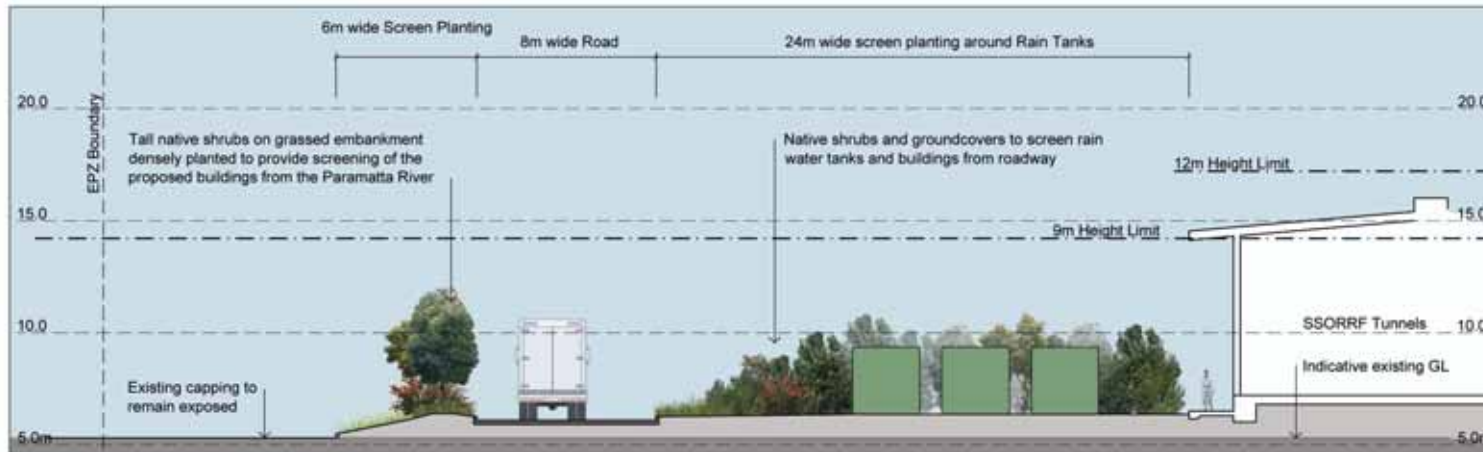 6m wide Screen Planting
8m wide Road
24m wide screen planting around Rain Tanks
EPZ Boundary
20.0
20.0
Tall native shrubs on grassed embankment
densely planted to provide screening of the
proposed buildings from the Paramatta River
Native shrubs and groundcovers to screen rain
water tanks and buildings from roadway
12m Height Limit
15.0
15.0
9m Height Limit
10.0
SSORRF Tunnels
10.0
Existing capping to
remain exposed
Indicative existing GL
5.0m
5.0m